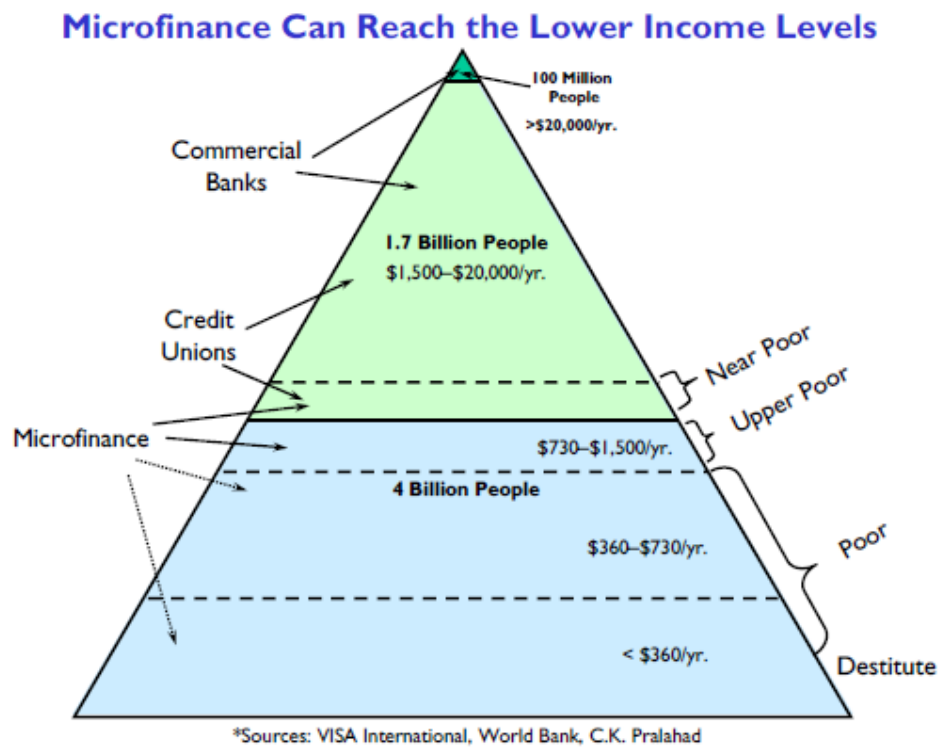 Microfinance Can Reach the Lower Income Levels
100 Million
People
>$20,000/yr.
Commercial
Banks
1.7 Billion People
$1,500–$20,000/yr.
Credit
Unions
Near Poor
Upper Poor
Microfinance
$730–$1,500/yr.
4 Billion People
$360–$730/yr.
Poor
< $360/yr.
Destitute
*Sources: VISA International, World Bank, C.K. Pralahad